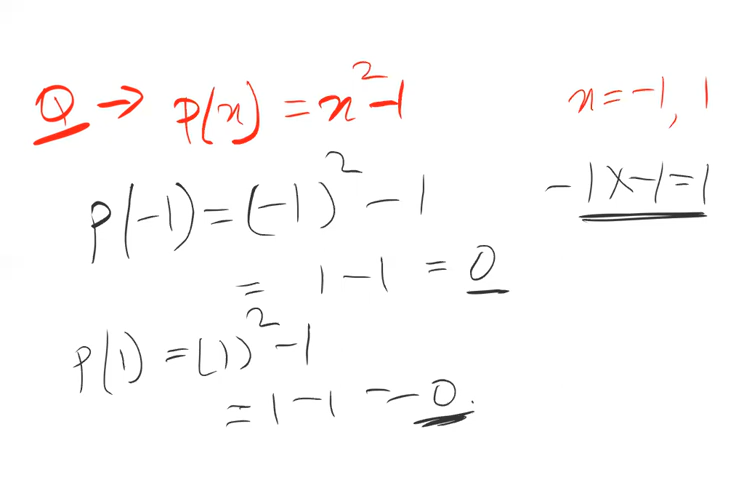 Q → p(x) = x² - 1
x = -1, 1
p(-1) = (-1)² - 1
-1 × -1 = 1
= 1 - 1 = 0
p(1) = (1)² - 1
= 1 - 1 = 0.